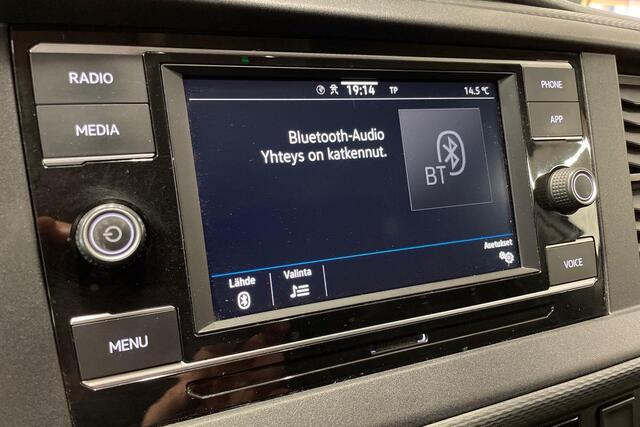 RADIO
MEDIA
MENU
19:14 TP 14.5 °C
Bluetooth-Audio
Yhteys on katkennut.
BT
Asetukset
Lähde Valinta
PHONE
APP
VOICE